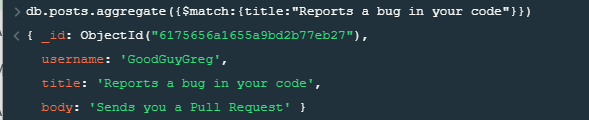 > db.posts.aggregate({$match:{title:"Reports a bug in your code"}})
< { _id: ObjectId("6175656a1655a9bd2b77eb27"),
username: 'GoodGuyGreg',
title: 'Reports a bug in your code',
body: 'Sends you a Pull Request' }